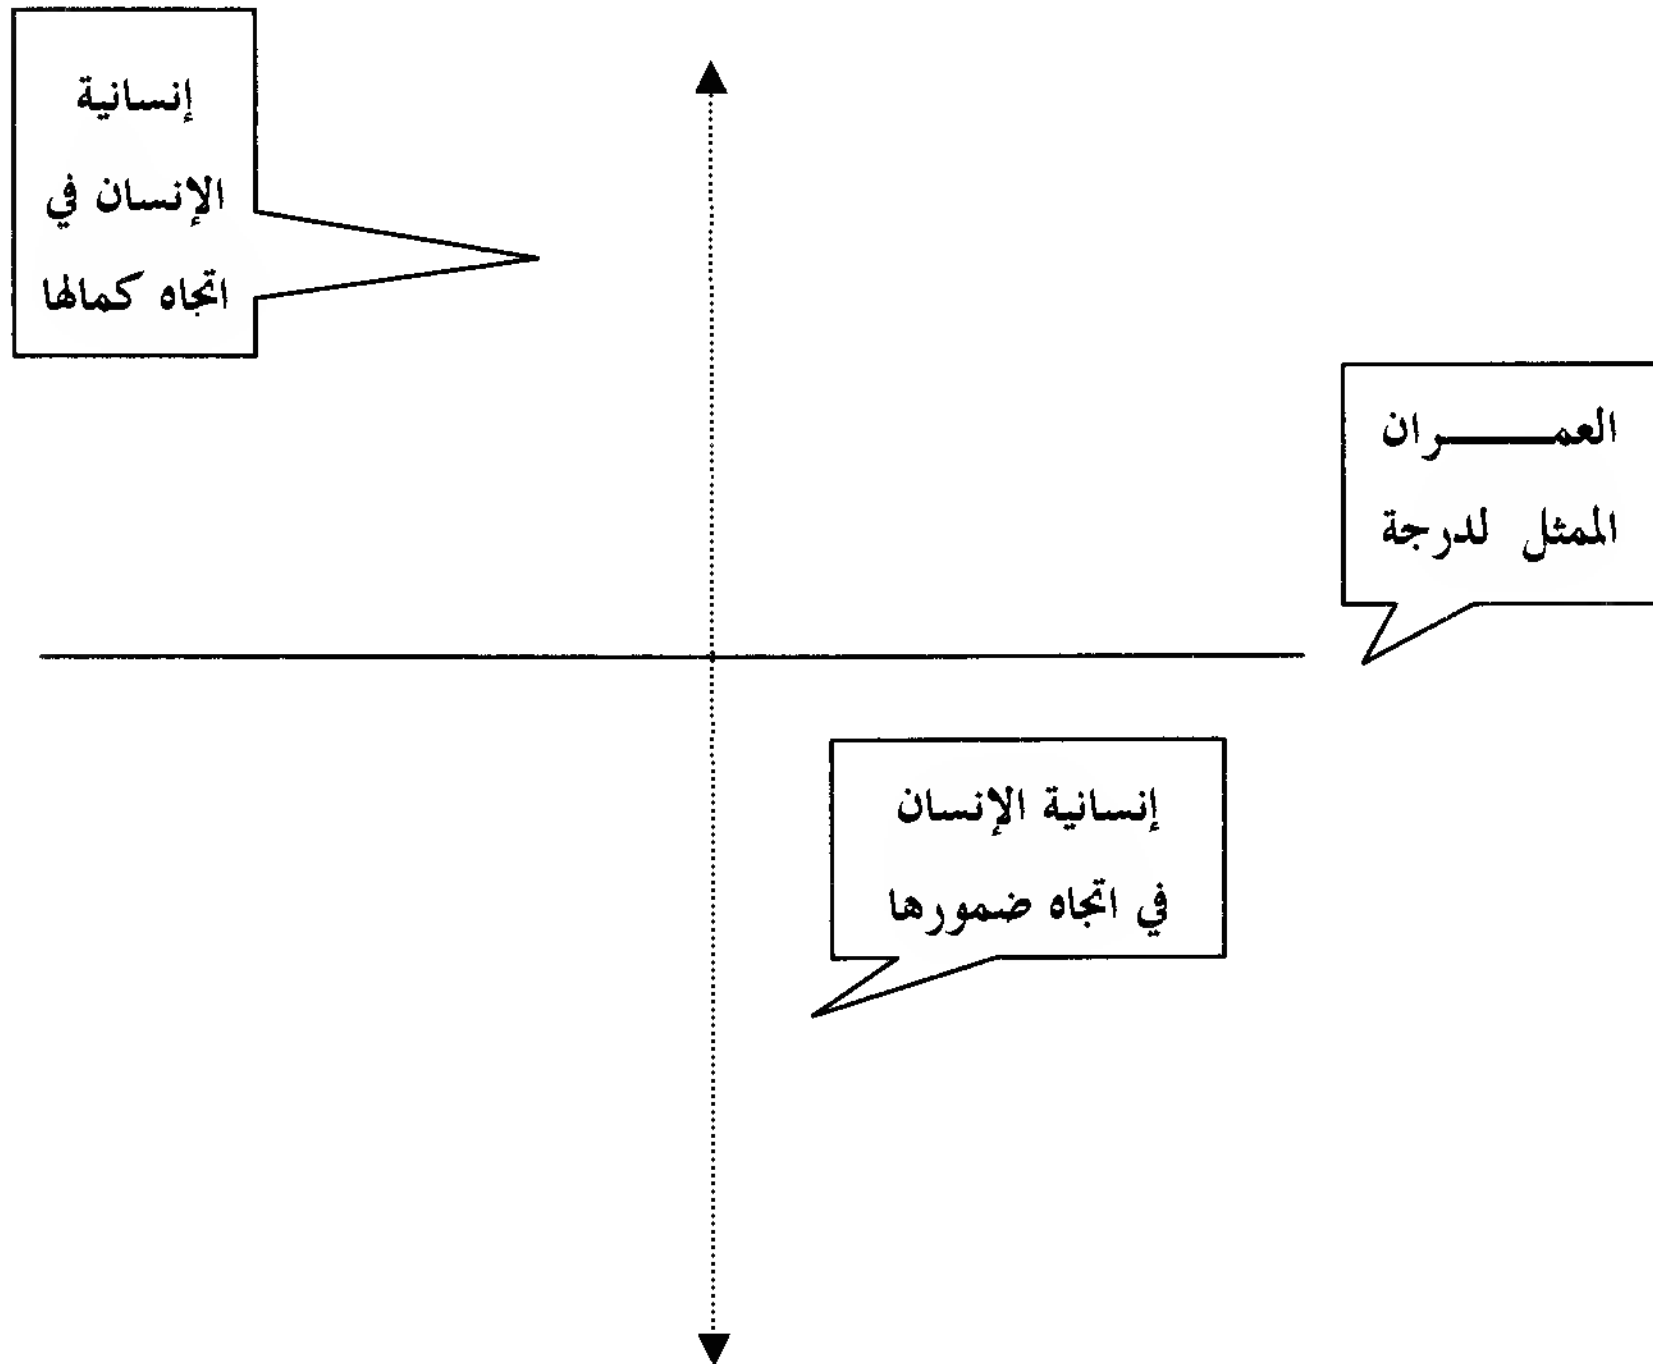 إنسانية
الإنسان في
اتجاه كمالها
العمـــــران
الممثل لدرجة
إنسانية الإنسان
في اتجاه ضمورها